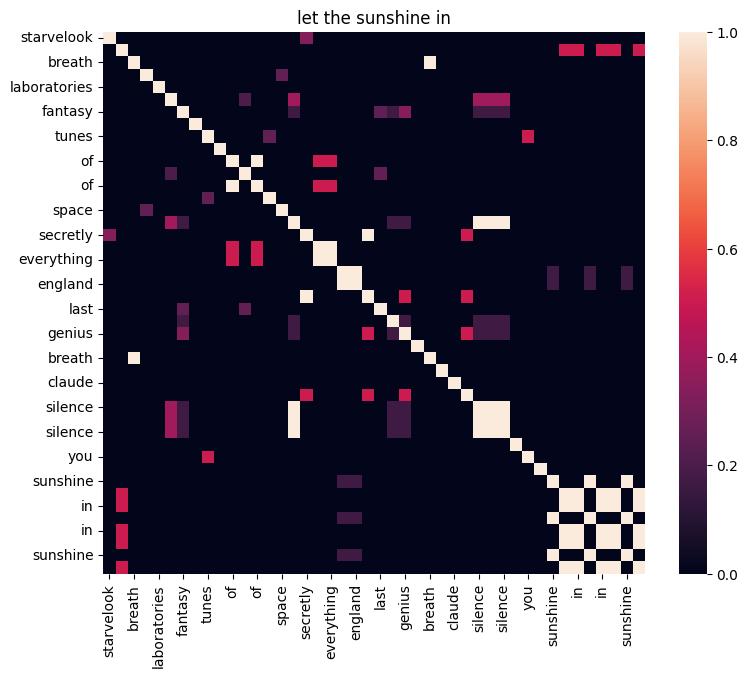 let the sunshine in
starvelook
breath
laboratories
fantasy
tunes
of
of
space
secretly
everything
england
last
genius
breath
claude
silence
silence
you
sunshine
in
in
sunshine
1.0
0.8
0.6
0.4
0.2
0.0
starvelook
breath
laboratories
fantasy
tunes
of
of
space
secretly
everything
england
last
genius
breath
claude
silence
silence
you
sunshine
in
in
sunshine